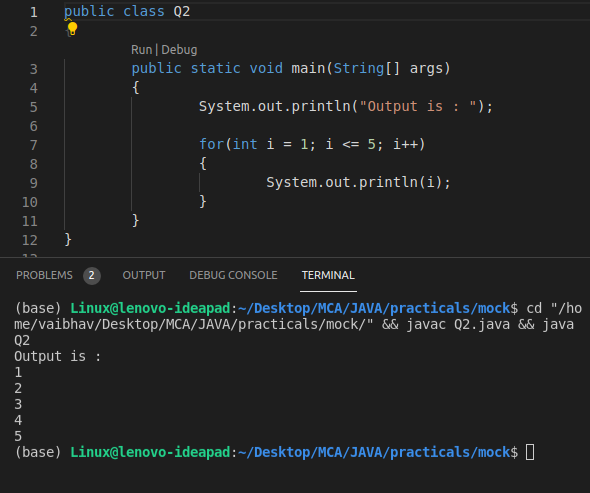 1 public class Q2
2 {
Run | Debug
3 public static void main(String[] args)
4 {
5 System.out.println("Output is : ");
6
7 for(int i = 1; i <= 5; i++)
8 {
9 System.out.println(i);
10 }
11 }
12 }
PROBLEMS 2 OUTPUT DEBUG CONSOLE TERMINAL
(base) Linux@lenovo-ideapad:~/Desktop/MCA/JAVA/practicals/mock$ cd "/ho
me/vaibhav/Desktop/MCA/JAVA/practicals/mock/" && javac Q2.java && java
Q2
Output is :
1
2
3
4
5
(base) Linux@lenovo-ideapad:~/Desktop/MCA/JAVA/practicals/mock$